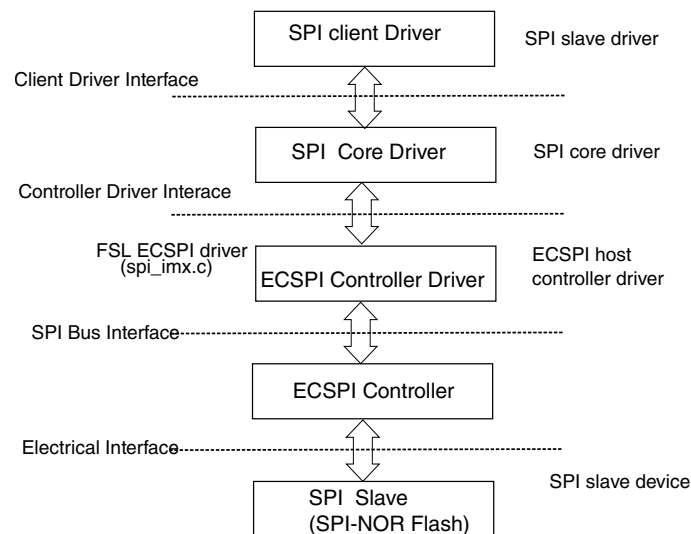 SPI client Driver
SPI slave driver
Client Driver Interface
SPI Core Driver
SPI core driver
Controller Driver Interace
FSL ECSPI driver
(spi_imx.c)
ECSPI Controller Driver
ECSPI host
controller driver
SPI Bus Interface
ECSPI Controller
Electrical Interface
SPI Slave
(SPI-NOR Flash)
SPI slave device